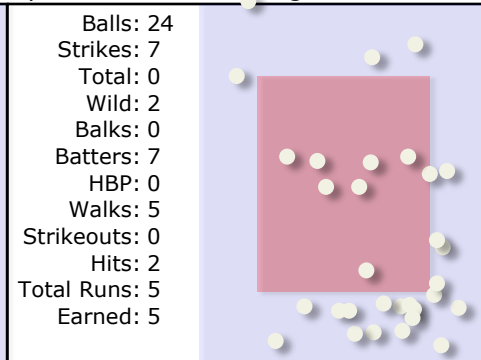 Balls: 24
Strikes: 7
Total: 0
Wild: 2
Balks: 0
Batters: 7
HBP: 0
Walks: 5
Strikeouts: 0
Hits: 2
Total Runs: 5
Earned: 5